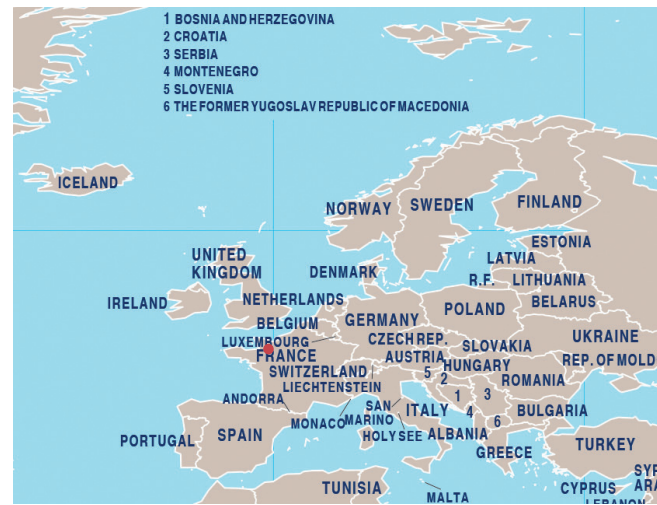 1 BOSNIA AND HERZEGOVINA
2 CROATIA
3 SERBIA
4 MONTENEGRO
5 SLOVENIA
6 THE FORMER YUGOSLAV REPUBLIC OF MACEDONIA
ICELAND
NORWAY
SWEDEN
FINLAND
ESTONIA
LATVIA
UNITED
KINGDOM
DENMARK
R.F.
LITHUANIA
IRELAND
NETHERLANDS
BELARUS
BELGIUM
GERMANY
POLAND
LUXEMBOURG
CZECH REP.
UKRAINE
FRANCE
SLOVAKIA
AUSTRIA
REP. OF MOLD
SWITZERLAND
5
HUNGARY
LIECHTENSTEIN
2
ROMANIA
ANDORRA
1
3
SAN
MARINO
ITALY
4
BULGARIA
MONACO
6
PORTUGAL
SPAIN
HOLY SEE
ALBANIA
TURKEY
GREECE
SYR
TUNISIA
CYPRUS
ARA
MALTA
LEBANON